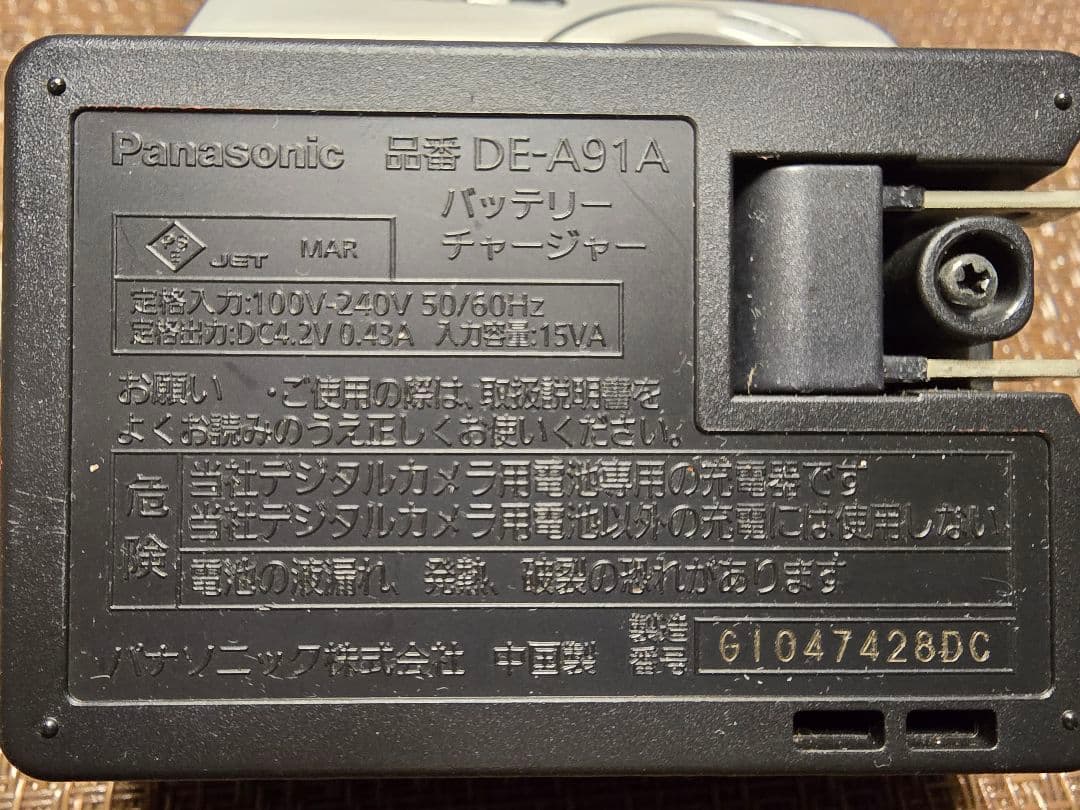 Panasonic 品番 DE-A91A
バッテリー
チャージャー
PSE JET MAR
定格入力:100V-240V 50/60Hz
定格出力:DC4.2V 0.43A 入力容量:15VA
お願い ・ご使用の際は、取扱説明書を
よくお読みのうえ正しくお使いください。
危険
当社デジタルカメラ用電池専用の充電器です
当社デジタルカメラ用電池以外の充電には使用しない
電池の液漏れ、発熱、破裂の恐れがあります
パナソニック株式会社 中国製
製造番号 G1047428DC